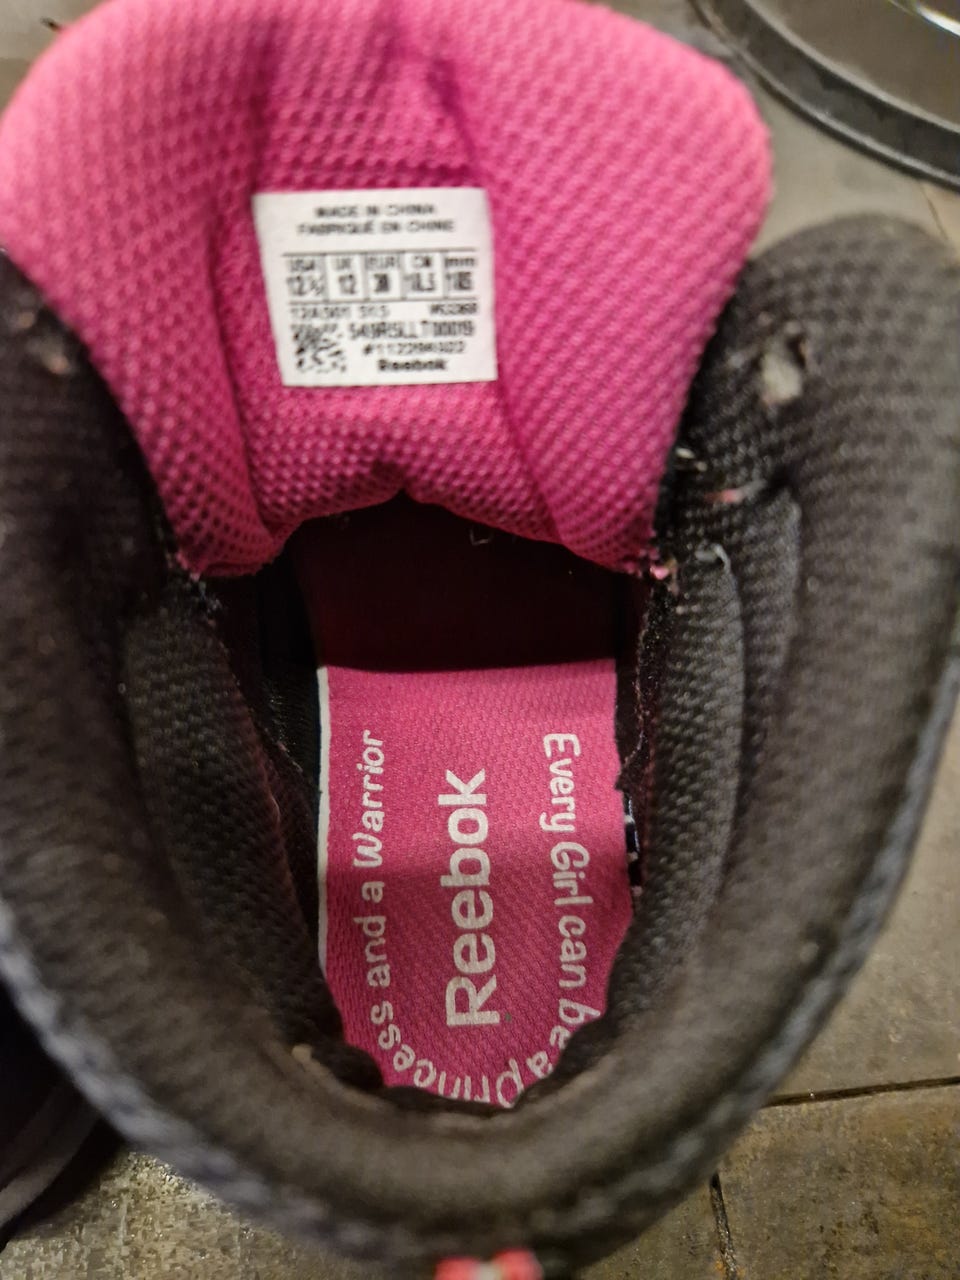 MADE IN CHINA
FABRIQUÉ EN CHINE
USA UK EUR CM mm
12½ 12 30 18.5 185
Reebok
Every Girl can be a princess and a Warrior
Reebok